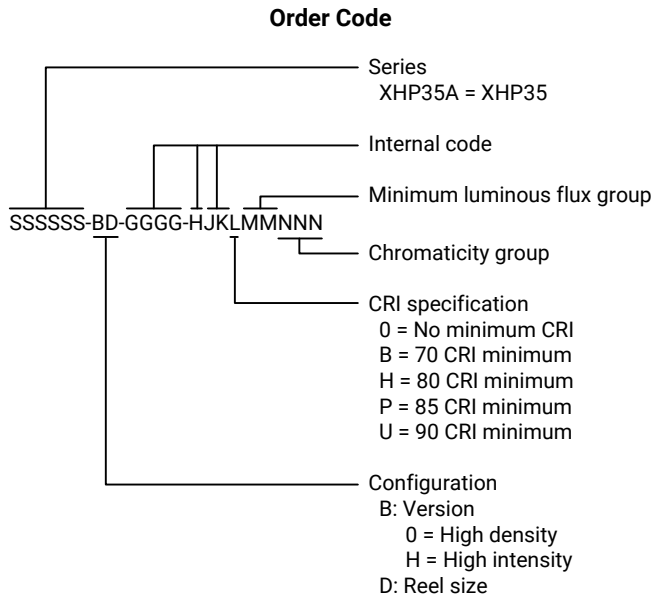 Order Code
Series
XHP35A = XHP35
Internal code
Minimum luminous flux group
SSSSSS-BD-GGGG-HJKLMMNNN
Chromaticity group
CRI specification
0 = No minimum CRI
B = 70 CRI minimum
H = 80 CRI minimum
P = 85 CRI minimum
U = 90 CRI minimum
Configuration
B: Version
0 = High density
H = High intensity
D: Reel size